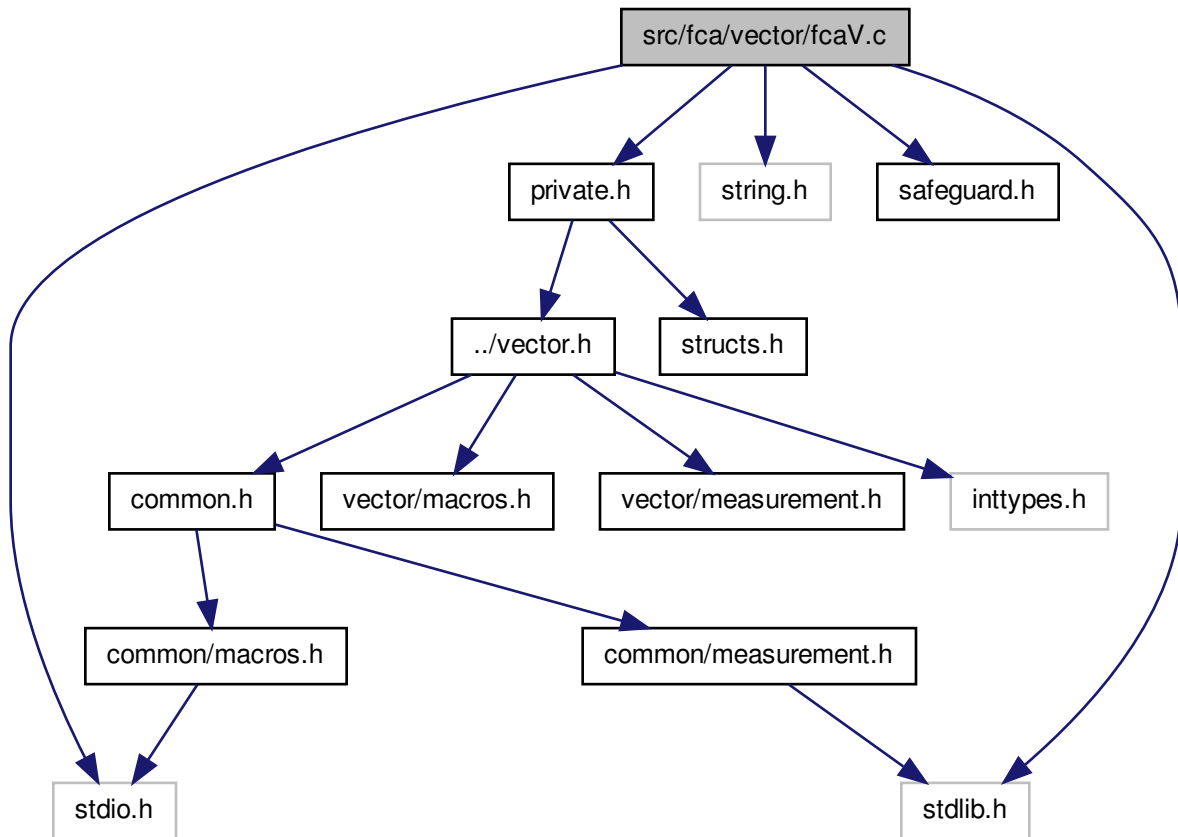 src/fca/vector/fcaV.c
private.h
string.h
safeguard.h
../vector.h
structs.h
common.h
vector/macros.h
vector/measurement.h
inttypes.h
common/macros.h
common/measurement.h
stdio.h
stdlib.h